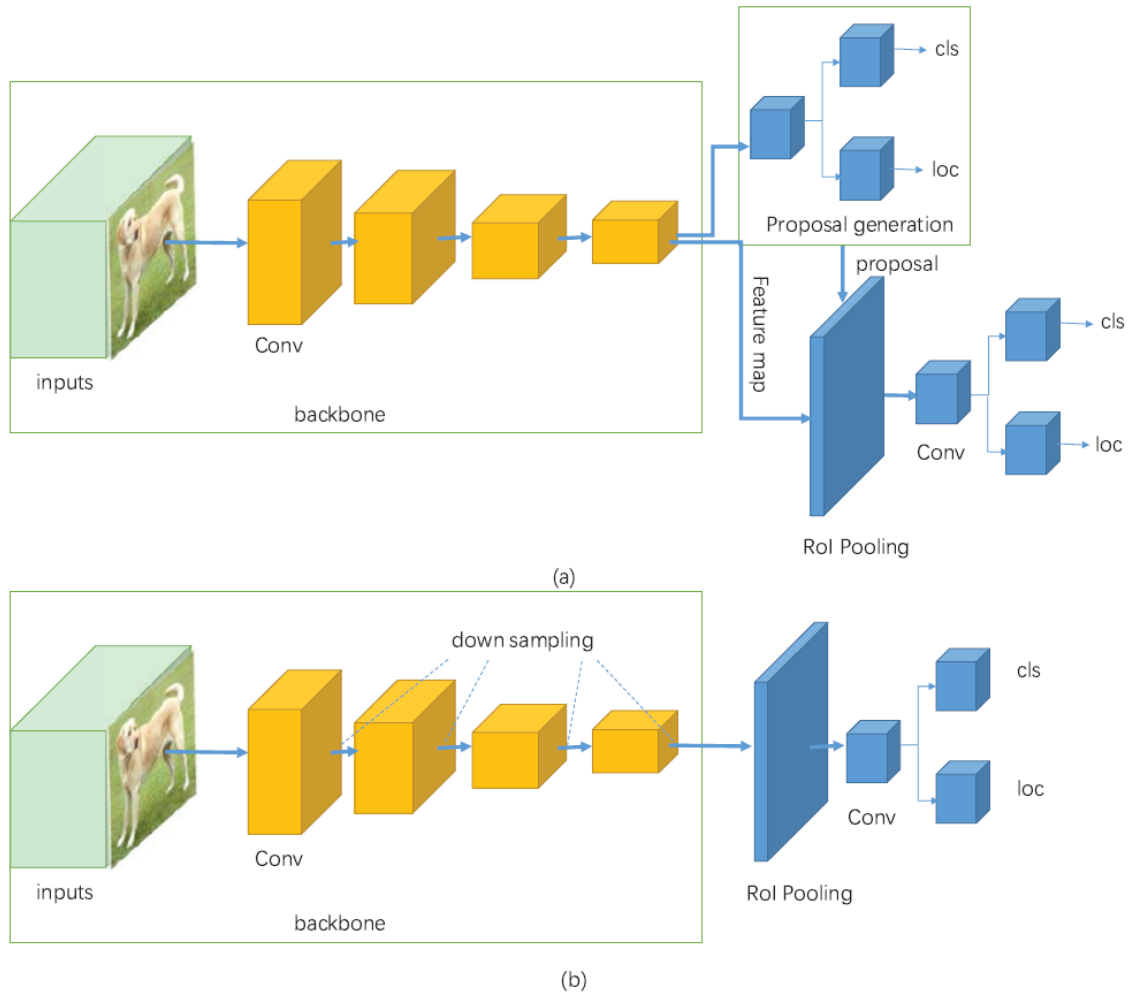 cls
loc
Proposal generation
proposal
Feature map
cls
loc
Conv
Conv
inputs
backbone
RoI Pooling
(a)
down sampling
cls
loc
Conv
Conv
inputs
RoI Pooling
backbone
(b)